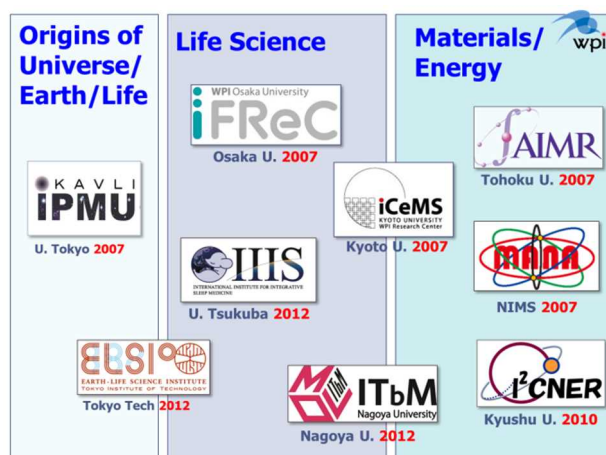 Origins of
Universe/
Earth/Life
Life Science
Materials/
Energy
wpi
WPI Osaka University
iFReC
Osaka U. 2007
AIMR
Tohoku U. 2007
KAVLI
IPMU
U. Tokyo 2007
iCeMS
KYOTO UNIVERSITY
WPI Research Center
Kyoto U. 2007
IIIS
INTERNATIONAL INSTITUTE FOR INTEGRATIVE
SLEEP MEDICINE
U. Tsukuba 2012
MANA
NIMS 2007
ELSI
EARTH-LIFE SCIENCE INSTITUTE
TOKYO INSTITUTE OF TECHNOLOGY
Tokyo Tech 2012
ITbM
Nagoya University
Nagoya U. 2012
I²CNER
Kyushu U. 2010